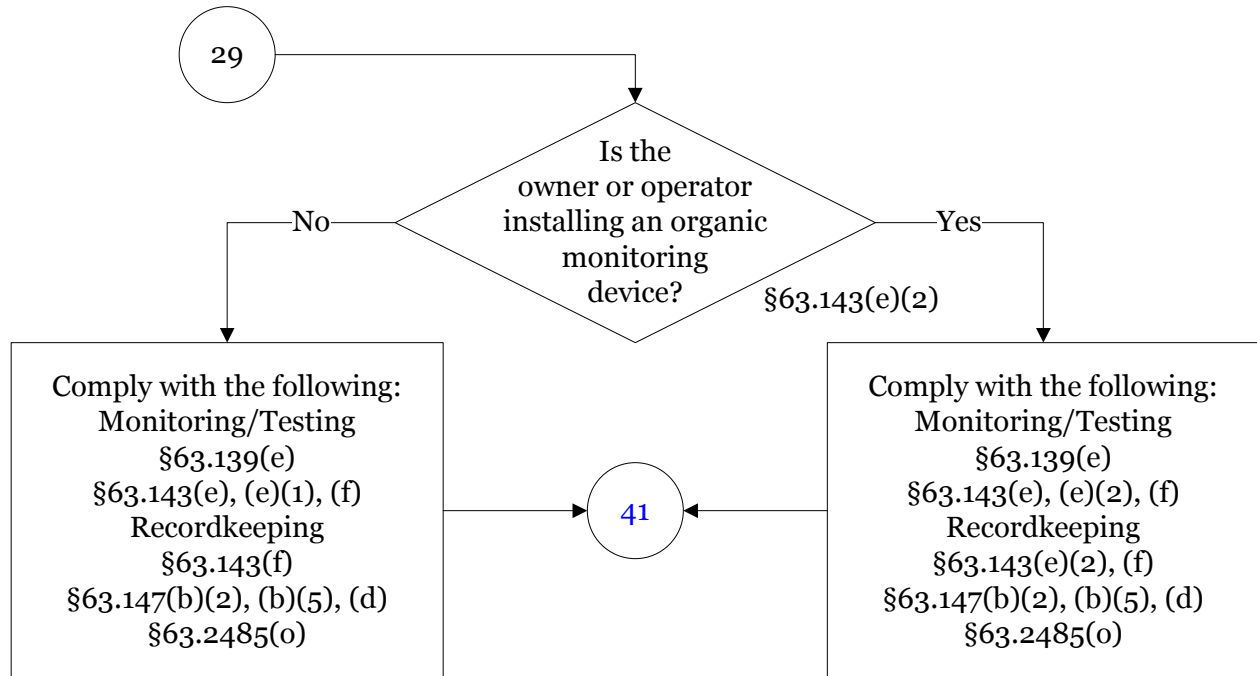 29
Is the
owner or operator
installing an organic
monitoring
device?
No
Yes
§63.143(e)(2)
Comply with the following:
Monitoring/Testing
§63.139(e)
§63.143(e), (e)(1), (f)
Recordkeeping
§63.143(f)
§63.147(b)(2), (b)(5), (d)
§63.2485(o)
41
Comply with the following:
Monitoring/Testing
§63.139(e)
§63.143(e), (e)(2), (f)
Recordkeeping
§63.143(e)(2), (f)
§63.147(b)(2), (b)(5), (d)
§63.2485(o)